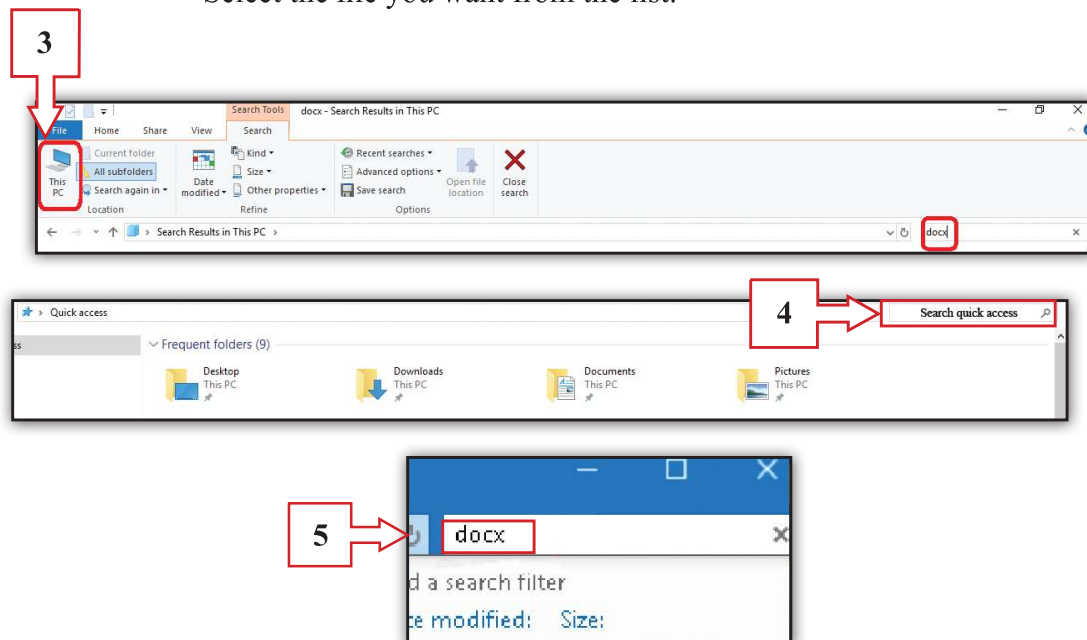 Select the file you want from the list.
3
Search Tools docx - Search Results in This PC
File Home Share View Search
This PC
Current folder
All subfolders
Search again in
Location
Date modified
Kind
Size
Other properties
Refine
Recent searches
Advanced options
Save search
Options
Open file location
Close search
Search Results in This PC
docx
Quick access
4
Search quick access
ss
Frequent folders (9)
Desktop
This PC
Downloads
This PC
Documents
This PC
Pictures
This PC
5
docx
d a search filter
te modified: Size: